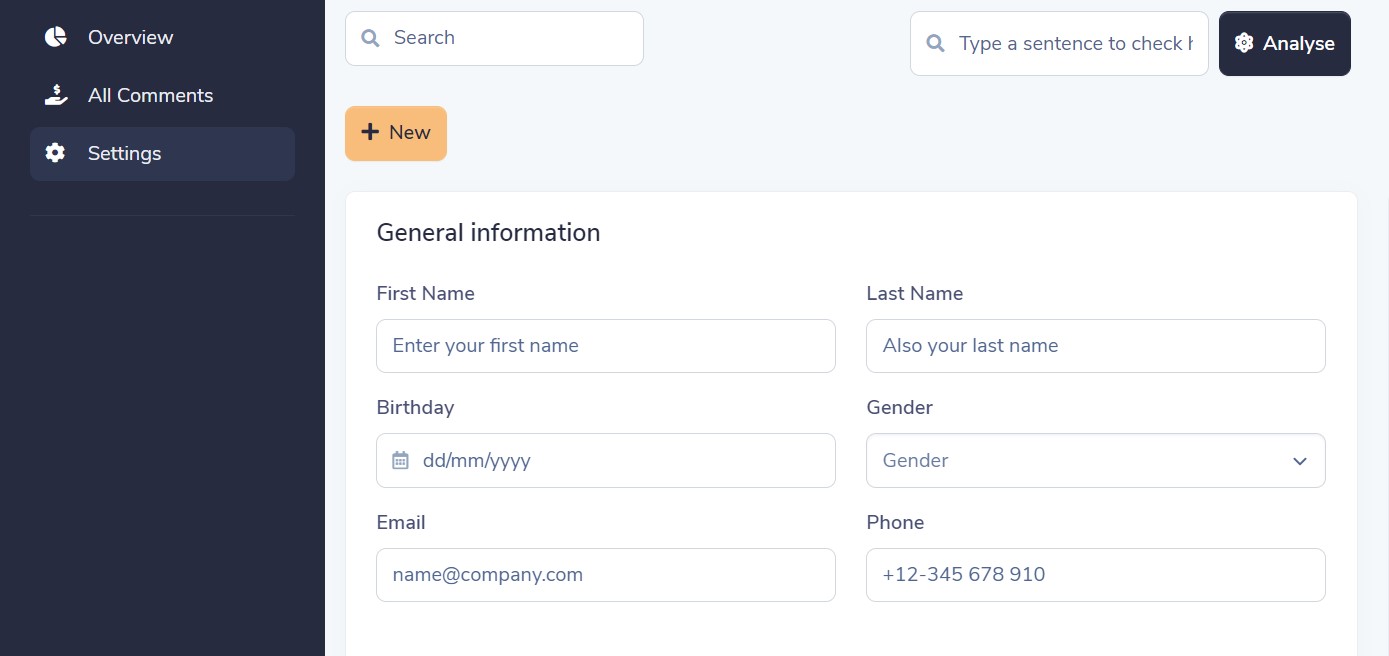 Overview
All Comments
Settings
Search
Type a sentence to check h
Analyse
New
General information
First Name
Last Name
Enter your first name
Also your last name
Birthday
Gender
dd/mm/yyyy
Gender
Email
Phone
name@company.com
+12-345 678 910